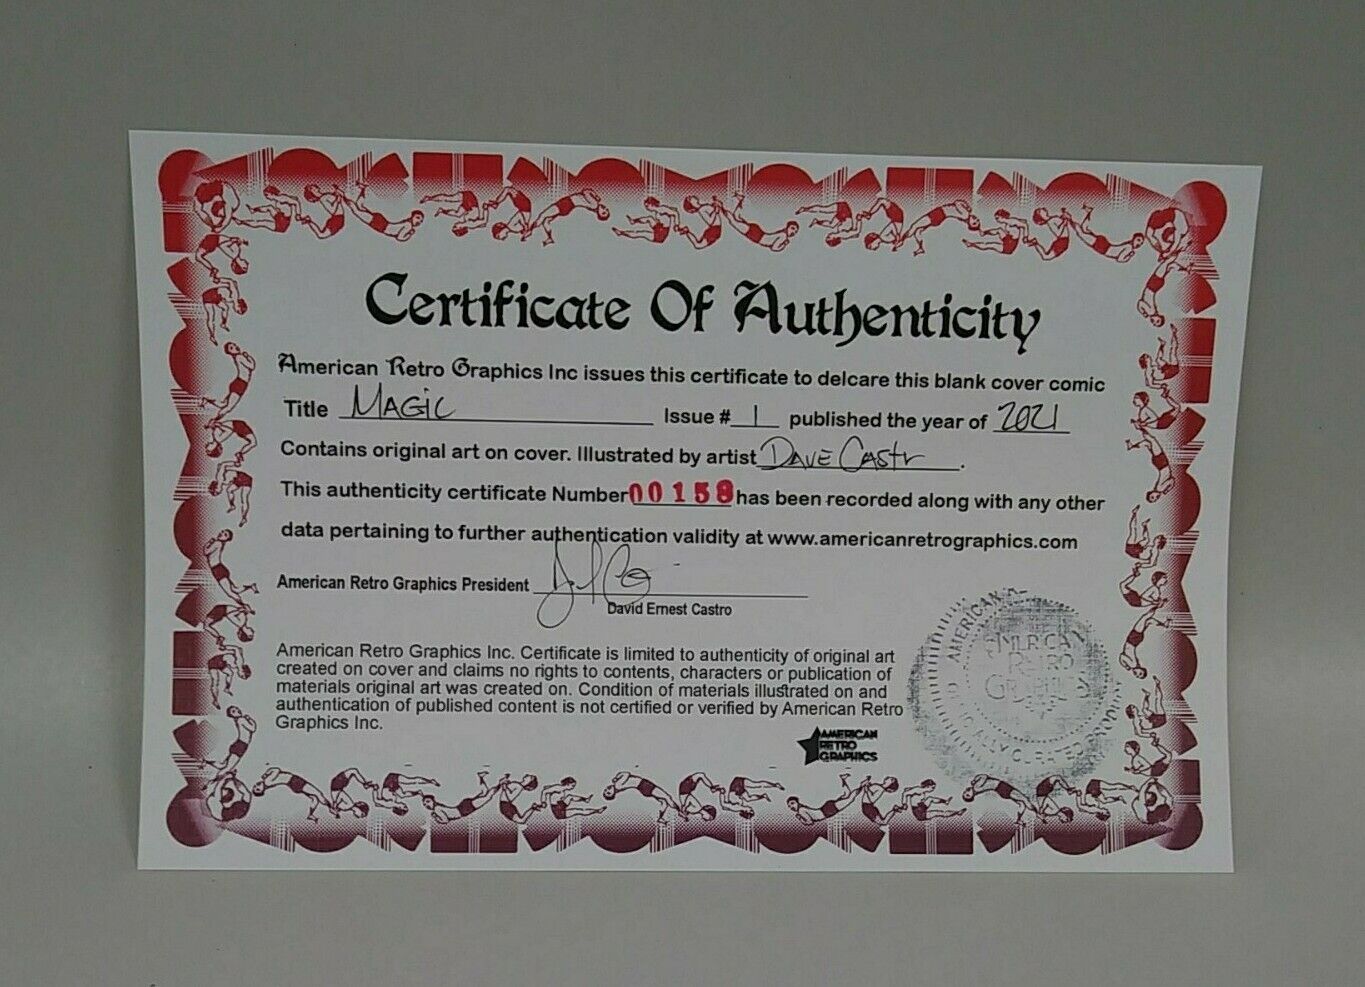 Certificate Of Authenticity
American Retro Graphics Inc issues this certificate to delcare this blank cover comic
Title MAGIC Issue # 1 published the year of 2021
Contains original art on cover. Illustrated by artist DAVE CASTR.
This authenticity certificate Number 00158 has been recorded along with any other
data pertaining to further authentication validity at www.americanretrographics.com
American Retro Graphics President
David Ernest Castro
American Retro Graphics Inc. Certificate is limited to authenticity of original art
created on cover and claims no rights to contents, characters or publication of
materials original art was created on. Condition of materials illustrated on and
authentication of published content is not certified or verified by American Retro
Graphics Inc.
AMERICAN
RETRO
GRAPHICS
AMERICAN
AMERICAN
RETRO
GRAPHICS